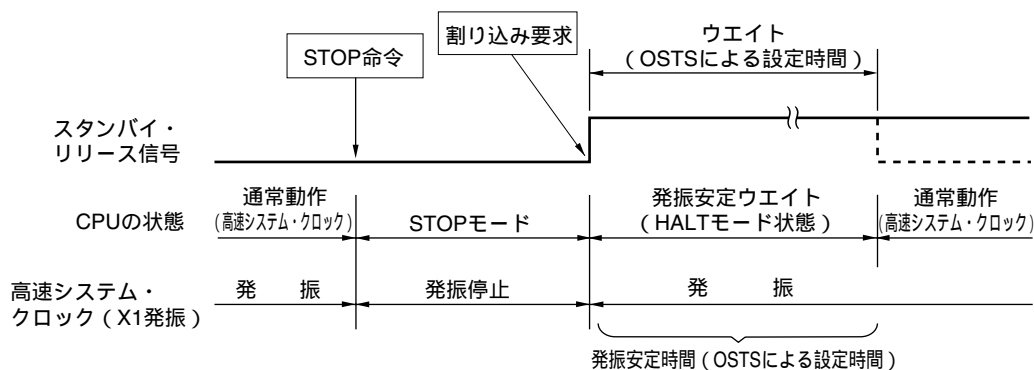 割り込み要求
ウエイト
(OSTSによる設定時間)
STOP命令
スタンバイ・
リリース信号
通常動作
(高速システム・クロック)
CPUの状態
STOPモード
発振安定ウエイト
(HALTモード状態)
通常動作
(高速システム・クロック)
高速システム・
クロック(X1発振)
発 振
発振停止
発 振
発振安定時間(OSTSによる設定時間)